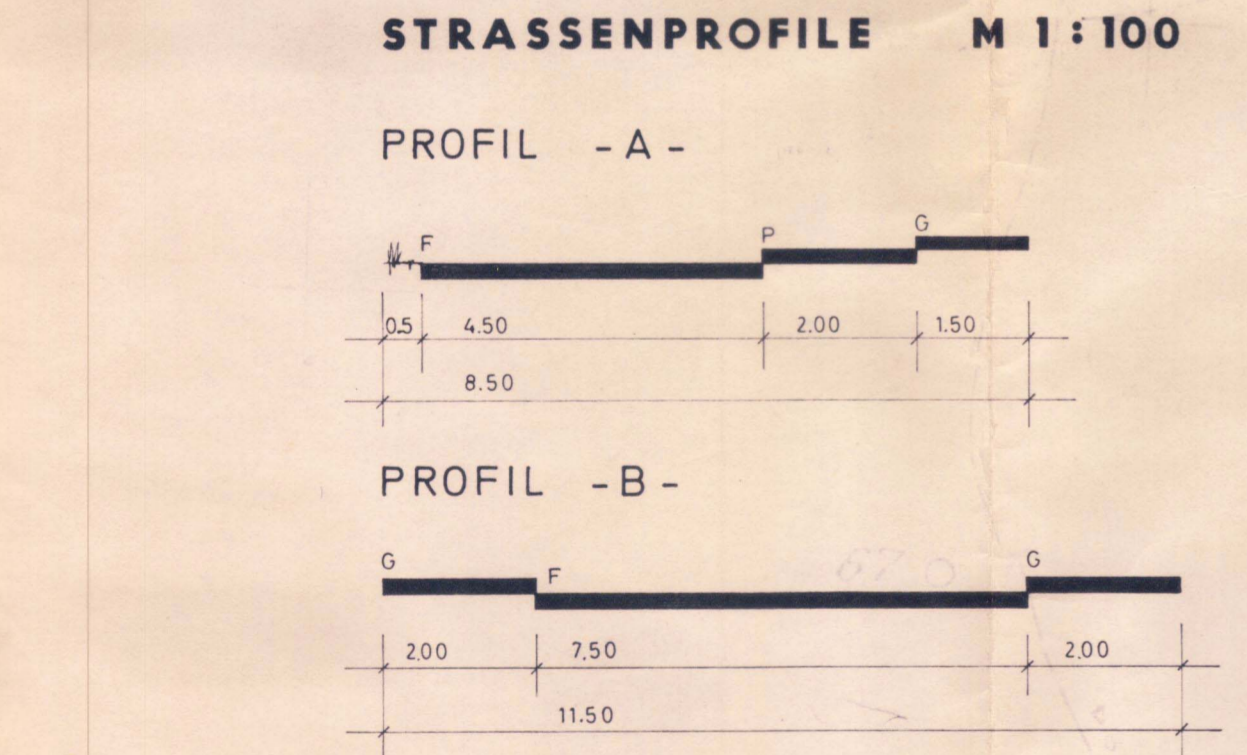 STRASSENPROFILE M 1:100
PROFIL -A-
F P G
0.5 4.50 2.00 1.50
8.50
PROFIL -B-
G F G
2.00 7.50 2.00
11.50